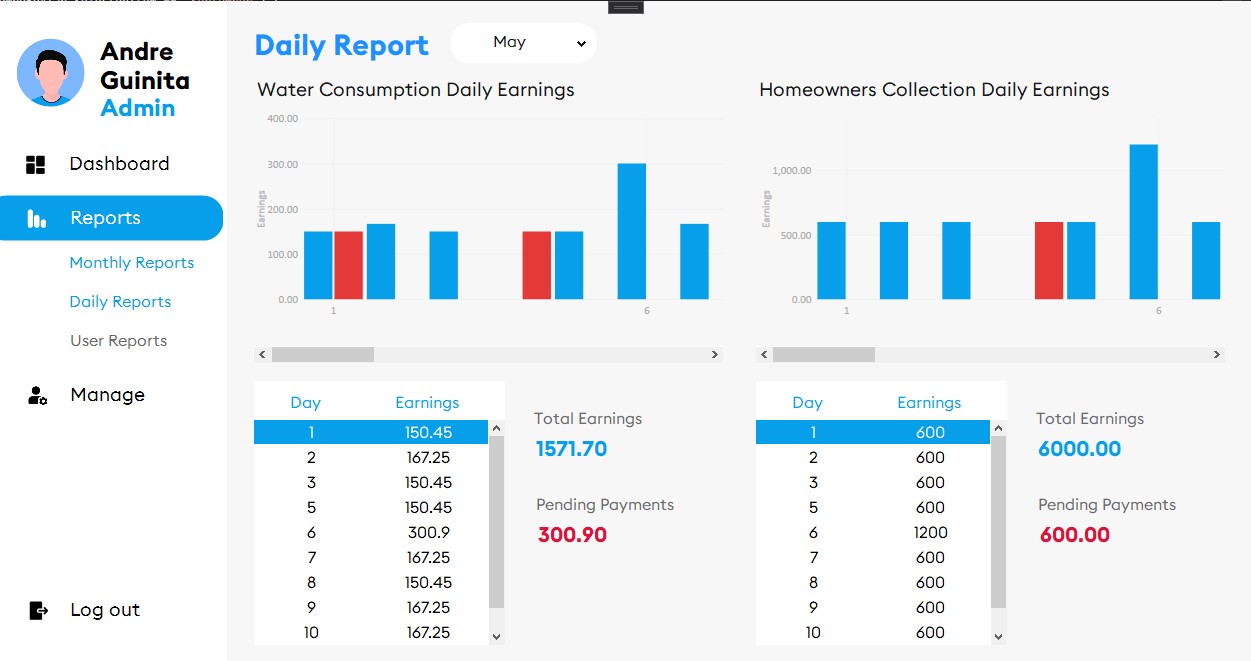 Andre
Guinita
Admin
Dashboard
Reports
Monthly Reports
Daily Reports
User Reports
Manage
Log out
Daily Report
May
Water Consumption Daily Earnings
400.00
300.00
200.00
100.00
0.00
Earnings
1
6
Homeowners Collection Daily Earnings
1,000.00
500.00
0.00
Earnings
1
6
Day Earnings
1 150.45
2 167.25
3 150.45
5 150.45
6 300.9
7 167.25
8 150.45
9 167.25
10 167.25
Total Earnings
1571.70
Pending Payments
300.90
Day Earnings
1 600
2 600
3 600
5 600
6 1200
7 600
8 600
9 600
10 600
Total Earnings
6000.00
Pending Payments
600.00